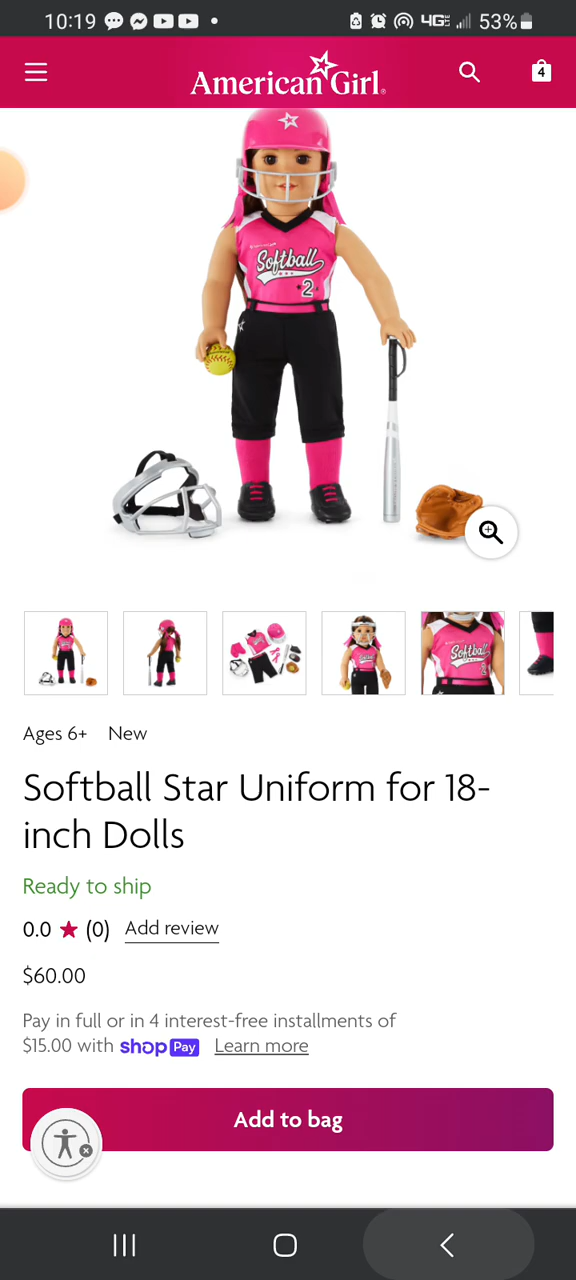 10:19
4G
53%
American Girl®
4
Softball
2
Softball
2
Ages 6+ New
Softball Star Uniform for 18-
inch Dolls
Ready to ship
0.0 ★ (0) Add review
$60.00
Pay in full or in 4 interest-free installments of
$15.00 with shop Pay Learn more
Add to bag